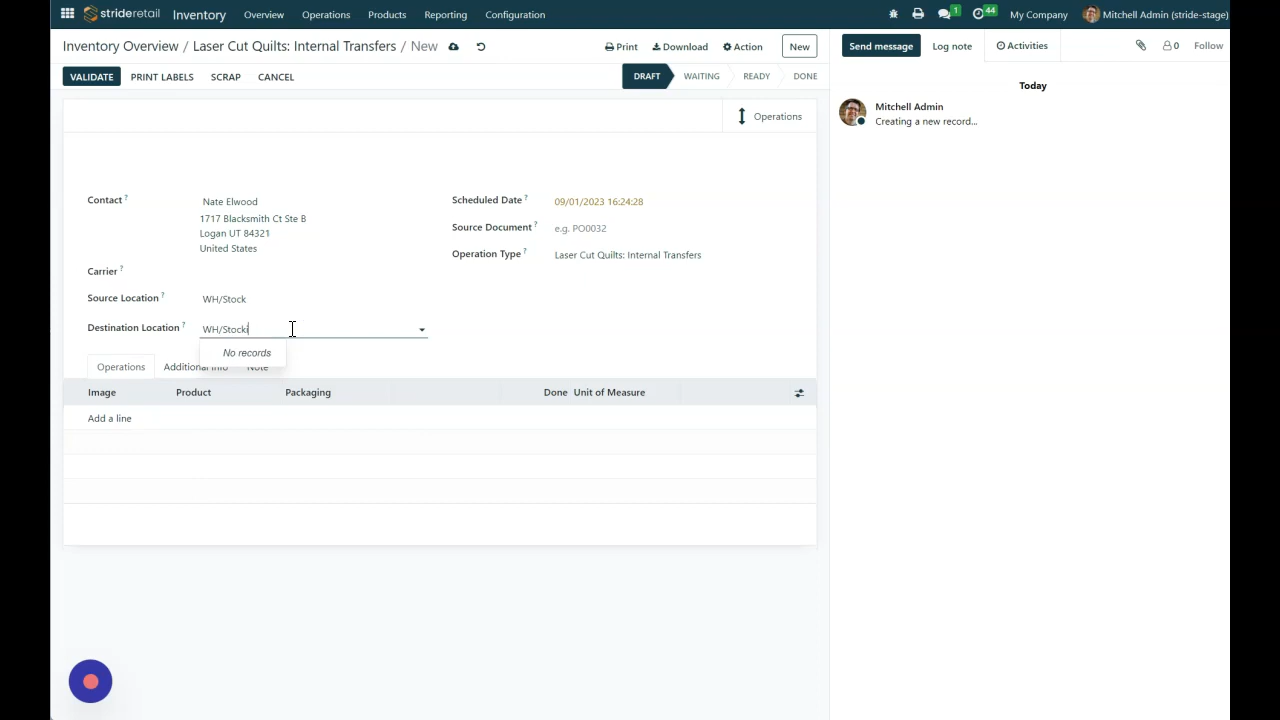 strideretail Inventory Overview Operations Products Reporting Configuration 1 44 My Company Mitchell Admin (stride-stage)
Inventory Overview / Laser Cut Quilts: Internal Transfers / New Print Download Action New Send message Log note Activities 0 Follow
VALIDATE PRINT LABELS SCRAP CANCEL DRAFT WAITING READY DONE
Today
Operations
Mitchell Admin
Creating a new record...
Contact ? Nate Elwood
1717 Blacksmith Ct Ste B
Logan UT 84321
United States
Scheduled Date ? 09/01/2023 16:24:28
Source Document ? e.g. PO0032
Operation Type ? Laser Cut Quilts: Internal Transfers
Carrier ?
Source Location ? WH/Stock
Destination Location ? WH/Stocki
No records
Operations Additional Info Note
Image Product Packaging Done Unit of Measure
Add a line